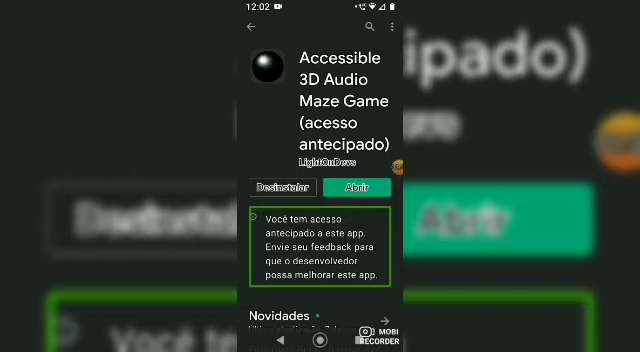 12:02
Accessible
3D Audio
Maze Game
(acesso
antecipado)
LightOnDevs
Desinstalar
Abrir
Você tem acesso
antecipado a este app.
Envie seu feedback para
que o desenvolvedor
possa melhorar este app.
Novidades
MOBI
RECORDER